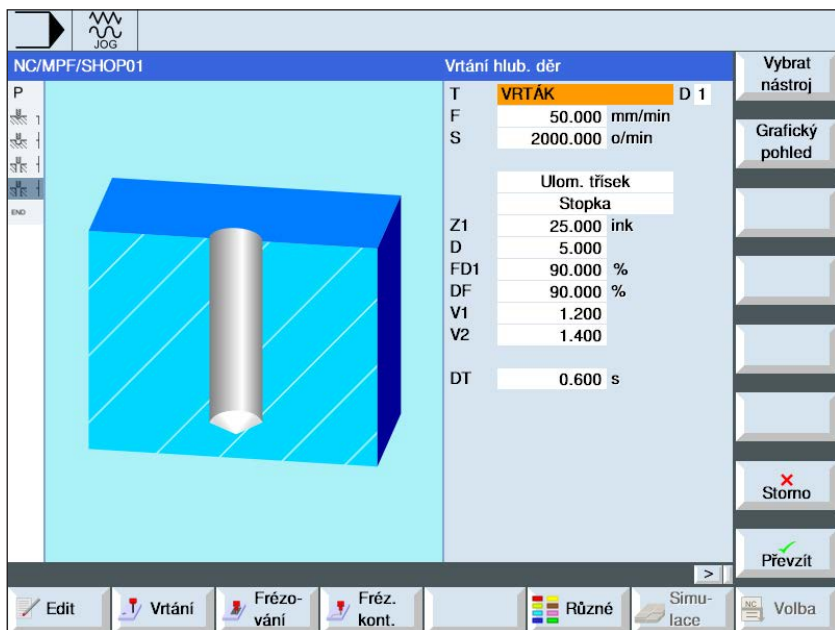 JOG
NC/MPF/SHOP01
Vrtání hlub. děr
P
END
T VRTÁK D 1
F 50.000 mm/min
S 2000.000 o/min
Ulom. třísek
Stopka
Z1 25.000 ink
D 5.000
FD1 90.000 %
DF 90.000 %
V1 1.200
V2 1.400
DT 0.600 s
>
Vybrat
nástroj
Grafický
pohled
Storno
Převzít
Edit
Vrtání
Frézo-
vání
Fréz.
kont.
Různé
Simu-
lace
NC
Volba